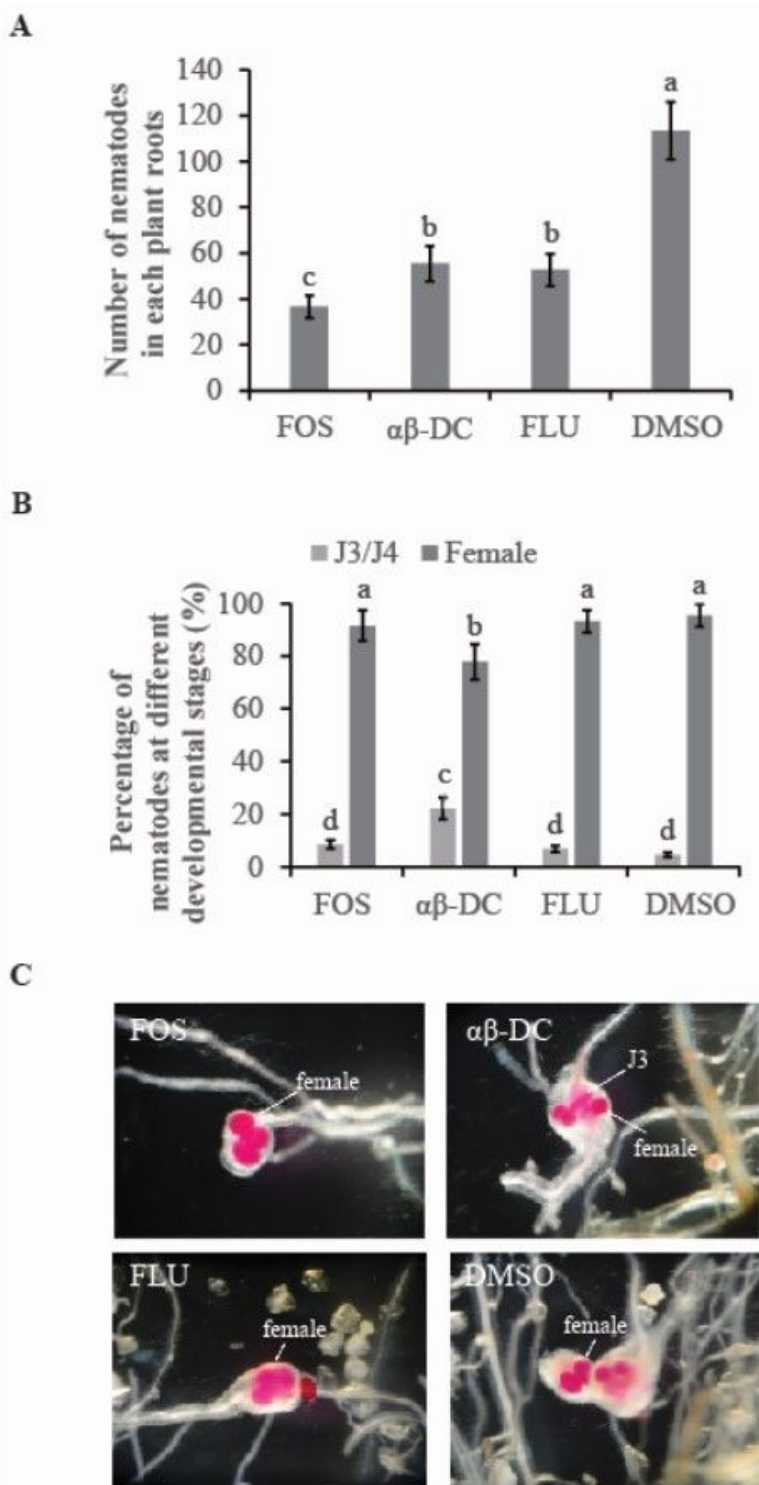 A
Number of nematodes
in each plant roots
140
120
100
80
60
40
20
0
c
b
b
a
FOS
αβ-DC
FLU
DMSO
B
J3/J4
Female
Percentage of
nematodes at different
developmental stages (%)
100
80
60
40
20
0
d
a
c
b
d
a
d
a
FOS
αβ-DC
FLU
DMSO
C
FOS
female
αβ-DC
J3
female
FLU
female
DMSO
female